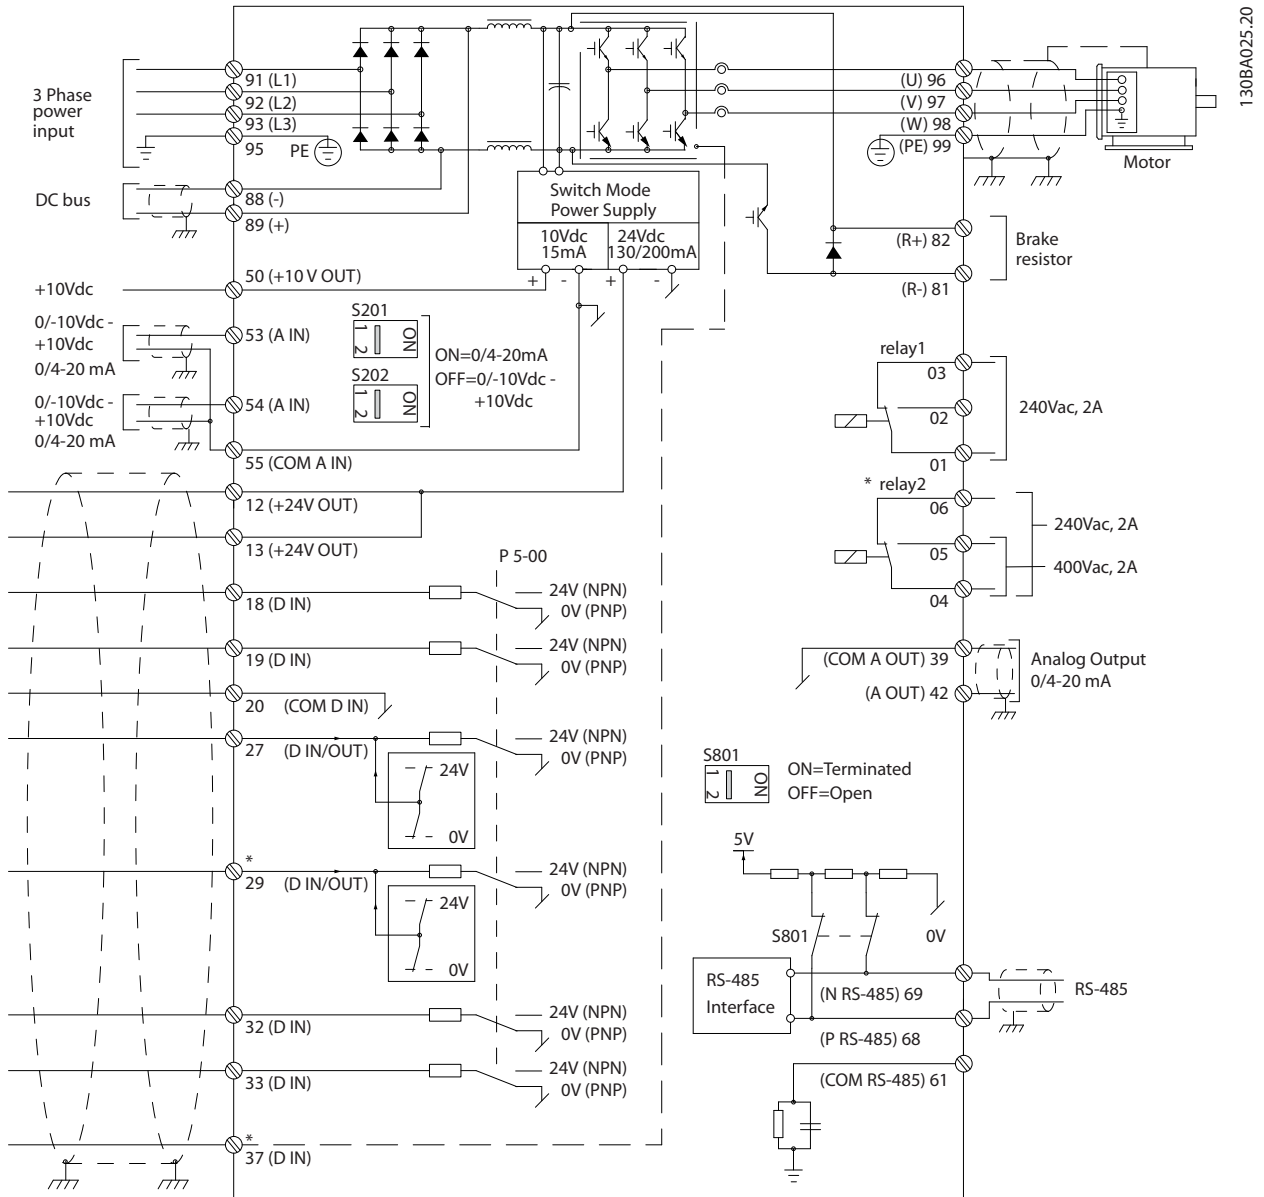 130BA025.20
3 Phase
power
input
91 (L1)
92 (L2)
93 (L3)
95
PE
DC bus
88 (-)
89 (+)
+10Vdc
50 (+10 V OUT)
0/-10Vdc -
+10Vdc
0/4-20 mA
53 (A IN)
0/-10Vdc -
+10Vdc
0/4-20 mA
54 (A IN)
55 (COM A IN)
12 (+24V OUT)
13 (+24V OUT)
18 (D IN)
19 (D IN)
20 (COM D IN)
27 (D IN/OUT)
24V
0V
*
29 (D IN/OUT)
24V
0V
32 (D IN)
33 (D IN)
*
37 (D IN)
S201
1
2
ON
S202
1
2
ON
ON=0/4-20mA
OFF=0/-10Vdc -
+10Vdc
P 5-00
24V (NPN)
0V (PNP)
24V (NPN)
0V (PNP)
24V (NPN)
0V (PNP)
24V (NPN)
0V (PNP)
24V (NPN)
0V (PNP)
24V (NPN)
0V (PNP)
Switch Mode
Power Supply
10Vdc
15mA
24Vdc
130/200mA
+ - + -
(U) 96
(V) 97
(W) 98
(PE) 99
Motor
(R+) 82
(R-) 81
Brake
resistor
relay1
03
02
01
240Vac, 2A
* relay2
06
05
04
240Vac, 2A
400Vac, 2A
(COM A OUT) 39
(A OUT) 42
Analog Output
0/4-20 mA
S801
1
2
ON
ON=Terminated
OFF=Open
5V
S801
0V
RS-485
Interface
(N RS-485) 69
(P RS-485) 68
(COM RS-485) 61
RS-485